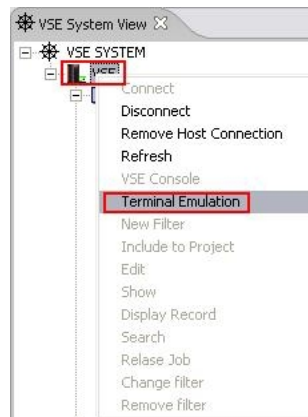 VSE System View
VSE SYSTEM
VSE
Connect
Disconnect
Remove Host Connection
Refresh
VSE Console
Terminal Emulation
New Filter
Include to Project
Edit
Show
Display Record
Search
Relase Job
Change filter
Remove filter